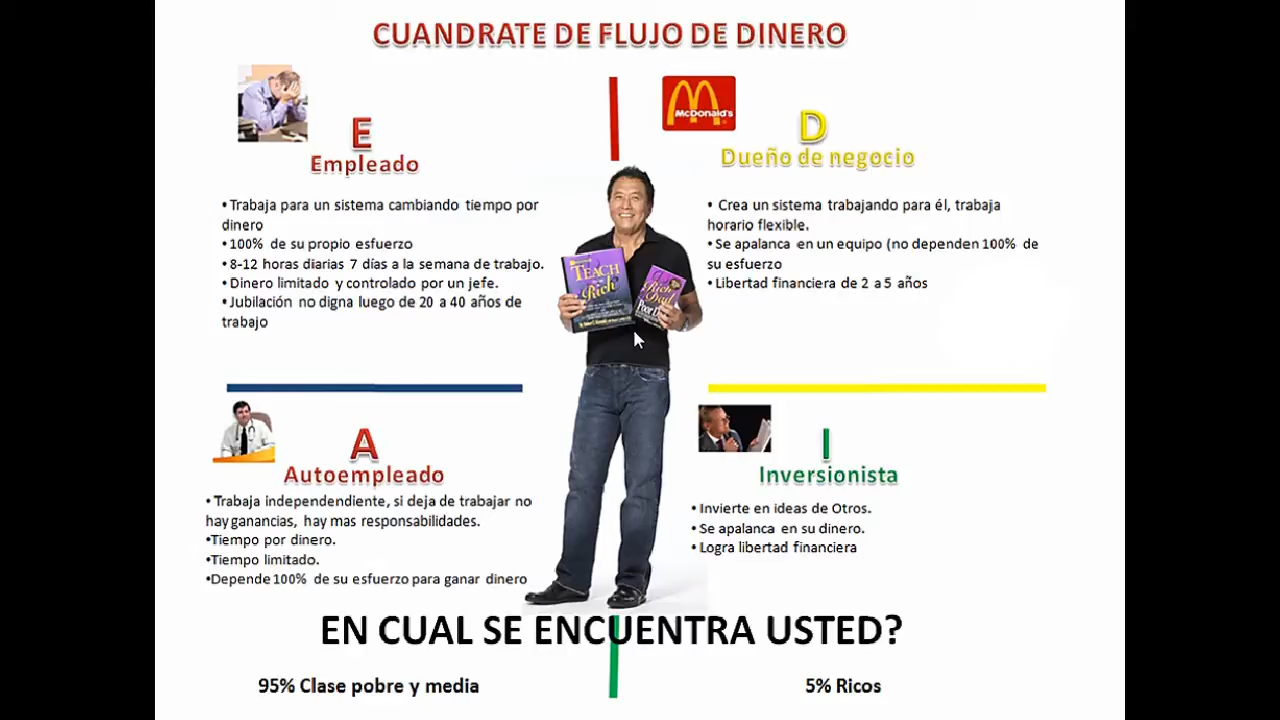 CUANDRATE DE FLUJO DE DINERO
McDonald's
E
Empleado
• Trabaja para un sistema cambiando tiempo por
dinero
• 100% de su propio esfuerzo
• 8-12 horas diarias 7 días a la semana de trabajo.
• Dinero limitado y controlado por un jefe.
• Jubilación no digna luego de 20 a 40 años de
trabajo
D
Dueño de negocio
• Crea un sistema trabajando para él, trabaja
horario flexible.
• Se apalanca en un equipo (no dependen 100% de
su esfuerzo
• Libertad financiera de 2 a 5 años
TEACH
Rich
Rich Dad
Poor D
A
Autoempleado
• Trabaja independiente, si deja de trabajar no
hay ganancias, hay mas responsabilidades.
•Tiempo por dinero.
•Tiempo limitado.
•Depende 100% de su esfuerzo para ganar dinero
I
Inversionista
• Invierte en ideas de Otros.
• Se apalanca en su dinero.
• Logra libertad financiera
EN CUAL SE ENCUENTRA USTED?
95% Clase pobre y media
5% Ricos